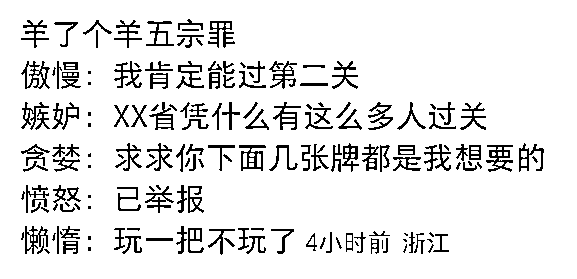 羊了个羊五宗罪
傲慢：我肯定能过第二关
嫉妒：XX省凭什么有这么多人过关
贪婪：求求你下面几张牌都是我想要的
愤怒：已举报
懒惰：玩一把不玩了 4小时前 浙江